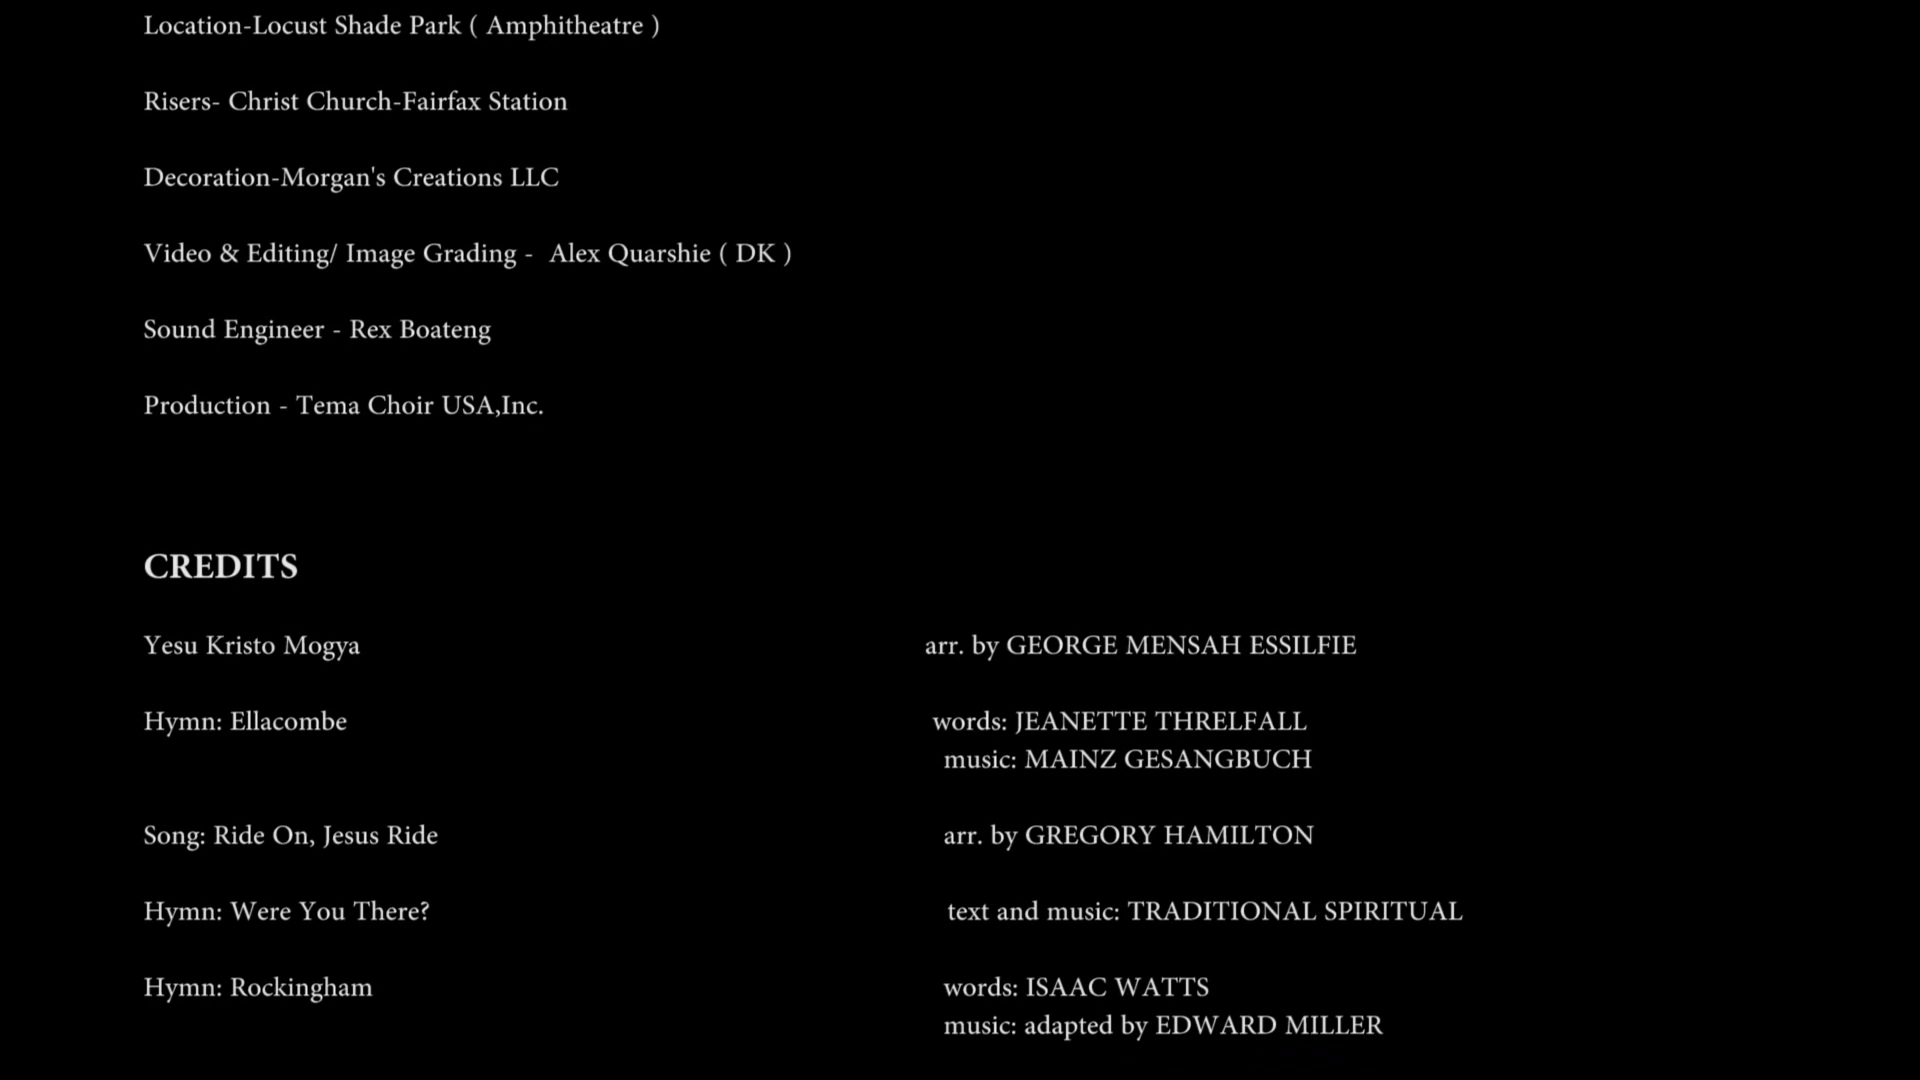 Location-Locust Shade Park ( Amphitheatre )
Risers- Christ Church-Fairfax Station
Decoration-Morgan's Creations LLC
Video & Editing/ Image Grading -  Alex Quarshie ( DK )
Sound Engineer - Rex Boateng
Production - Tema Choir USA,Inc.
CREDITS
Yesu Kristo Mogya arr. by GEORGE MENSAH ESSILFIE
Hymn: Ellacombe words: JEANETTE THRELFALL
music: MAINZ GESANGBUCH
Song: Ride On, Jesus Ride arr. by GREGORY HAMILTON
Hymn: Were You There? text and music: TRADITIONAL SPIRITUAL
Hymn: Rockingham words: ISAAC WATTS
music: adapted by EDWARD MILLER